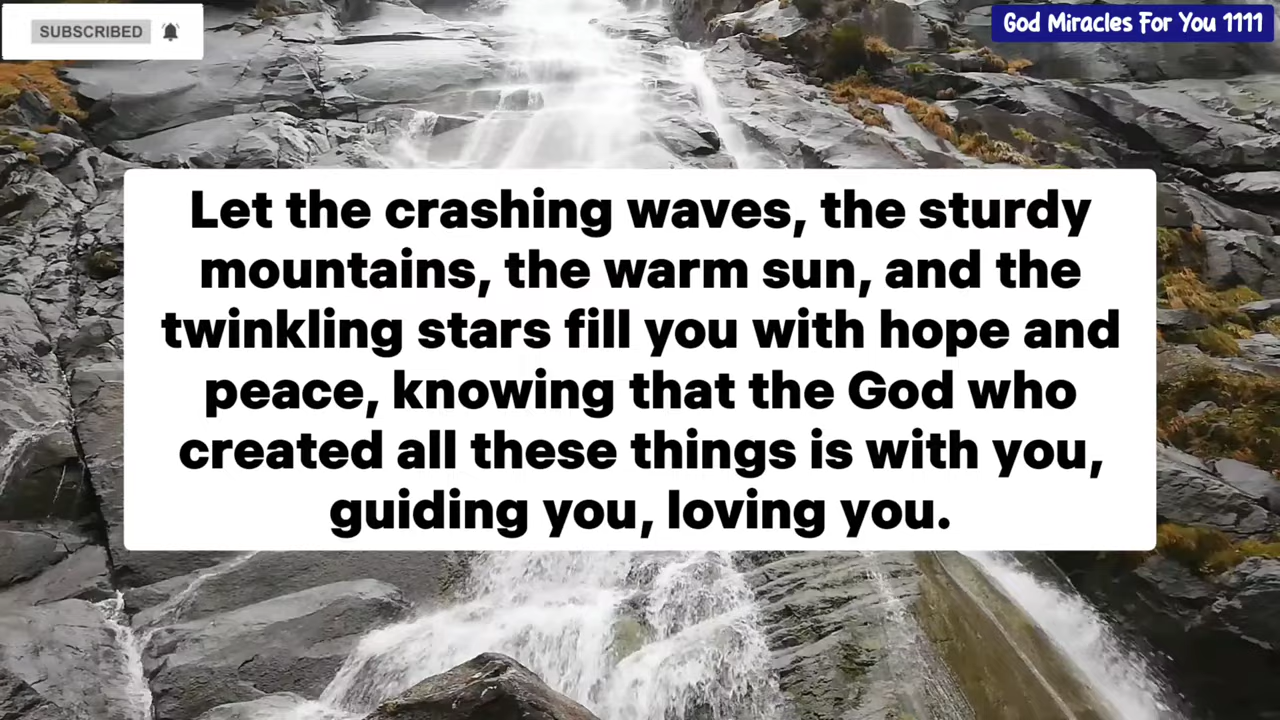 SUBSCRIBED
God Miracles For You 1111
Let the crashing waves, the sturdy
mountains, the warm sun, and the
twinkling stars fill you with hope and
peace, knowing that the God who
created all these things is with you,
guiding you, loving you.